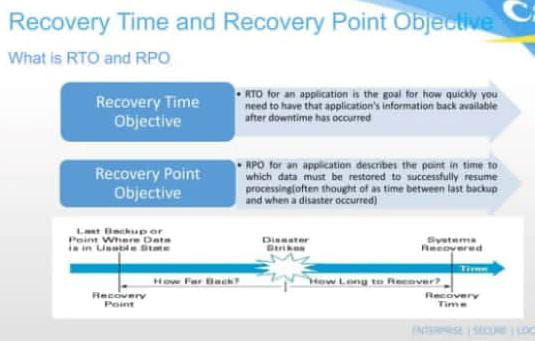 Recovery Time and Recovery Point Objective
What is RTO and RPO
Recovery Time
Objective
• RTO for an application is the goal for how quickly you
need to have that application's information back available
after downtime has occurred
Recovery Point
Objective
• RPO for an application describes the point in time to
which data must be restored to successfully resume
processing(often thought of as time between last backup
and when a disaster occurred)
Last Backup or
Point Where Data
is in Usable State
Disaster
Strikes
Systems
Recovered
Time
How Far Back?
How Long to Recover?
Recovery
Point
Recovery
Time
ENTERPRISE | SECURE |